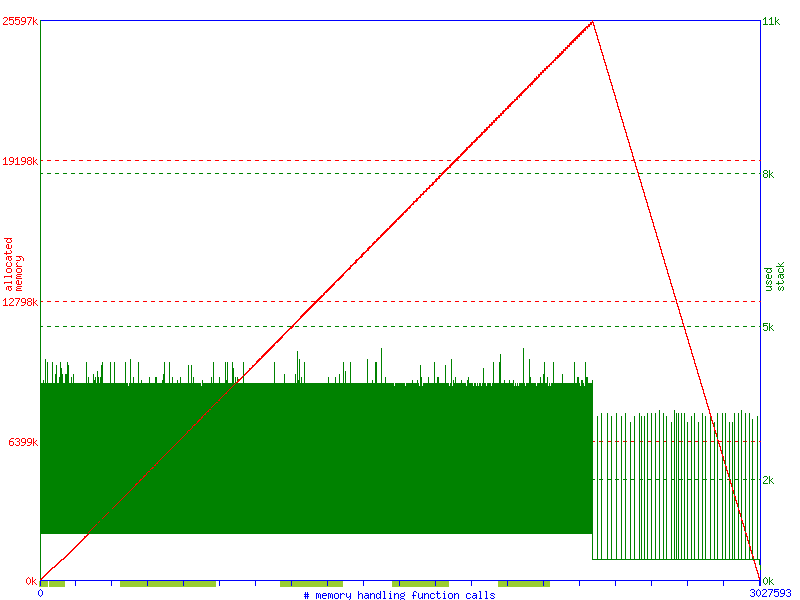 25597k
11k
19198k
8k
allocated
memory
used
stack
12798k
5k
6399k
2k
0k
0k
0
# memory handling function calls
3027593